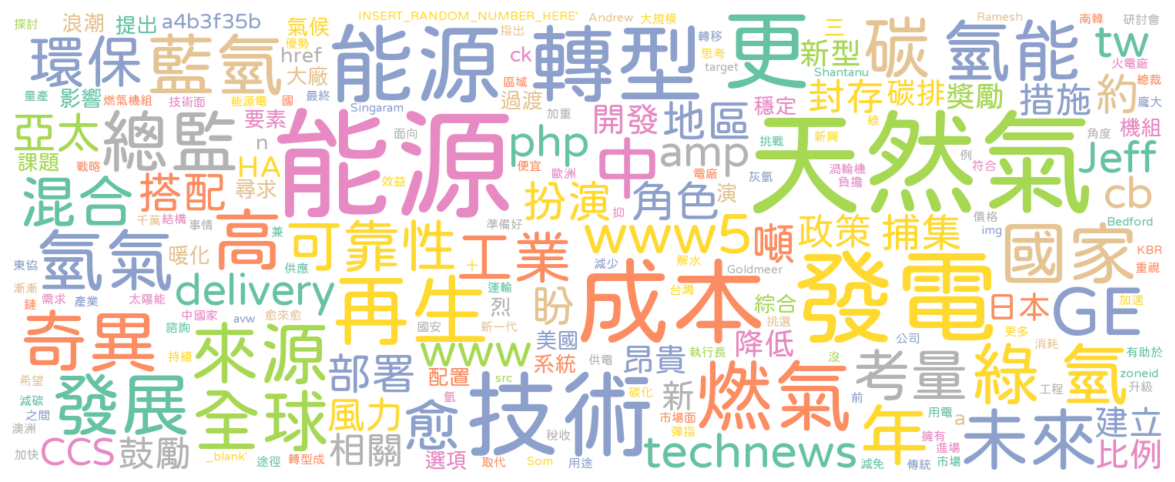 探討 浪潮 提出 a4b3f35b 氣候 INSERT_RANDOM_NUMBER_HERE' 指出 Andrew 大規模 轉移 更 三 Ramesh 南韓 研討會
環保 藍氫 優勢 href 大廠 能源 ck 轉型 思考 target 新型 碳 氫能 tw 火電廠
量產 影響 燃氣機組 技術面 能源電 國 最終 過渡 區域 Shantanu 封存 碳排 獎勵 措施 約 總裁 龐大
亞太 總監 要素 n Singaram 加重 開發 地區 穩定 挑戰 新興 線 角度 機組
課題 戰略 HA 尋求 能源 面向 php 便宜 歐洲 中 amp 電廠 天然氣 渦輪機 負擔 例 符合 Jeff
混合 千萬 結構 搭配 事情 效益 扮演 抑 角色 灰氫 演 價格 img cb Bedford
東協 氫氣 暖化 高 兼 可靠性 準備好 工業 www5 解水 噸 政策 捕集 國家 KBR 重視
漸漸 鏈 需求 產業 太陽能 供應 delivery 中國家 再生 + 運輪 烈 盼 減少 成本 Goldmeer 台灣 綜合 發電 日本 GE 加速
奇異 來源 諮詢 avw 愈來愈 國安 www 新一代 美國 系統 供電 昂貴 執行長 降低 挑選 沒 公司 更多 消耗
希望 減碳 之間 澳洲 發展 持續 全球 部署 配置 src 氫 技術 碳化 新 市場面 燃氣 考量 前 綠氫 工程 有助於 zoneid 升級
加快 CCS 鼓勵 _blank' 途徑 風力 轉型成 相關 愈 選項 取代 稅收 Som 用途 technews 彈指 減免 年 用電 傳統 a 擁有 進場 市場 未來 建立 比例